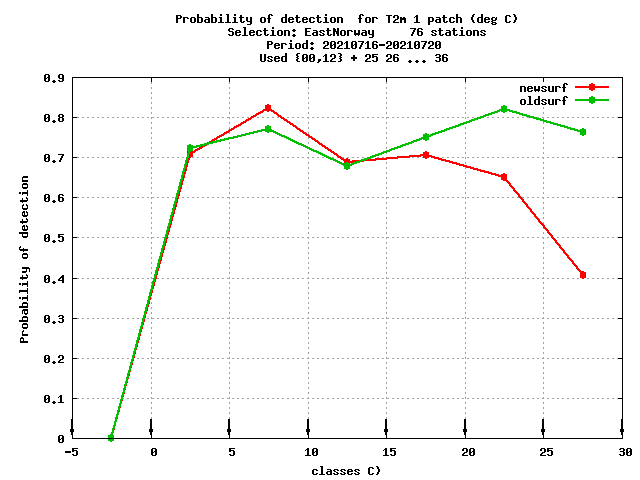 Probability of detection  for T2m 1 patch (deg C)
Selection: EastNorway     76 stations
Period: 20210716-20210720
Used {00,12} + 25 26 ... 36
newsurf
oldsurf
Probability of detection
0.9
0.8
0.7
0.6
0.5
0.4
0.3
0.2
0.1
0
-5 0 5 10 15 20 25 30
classes C)